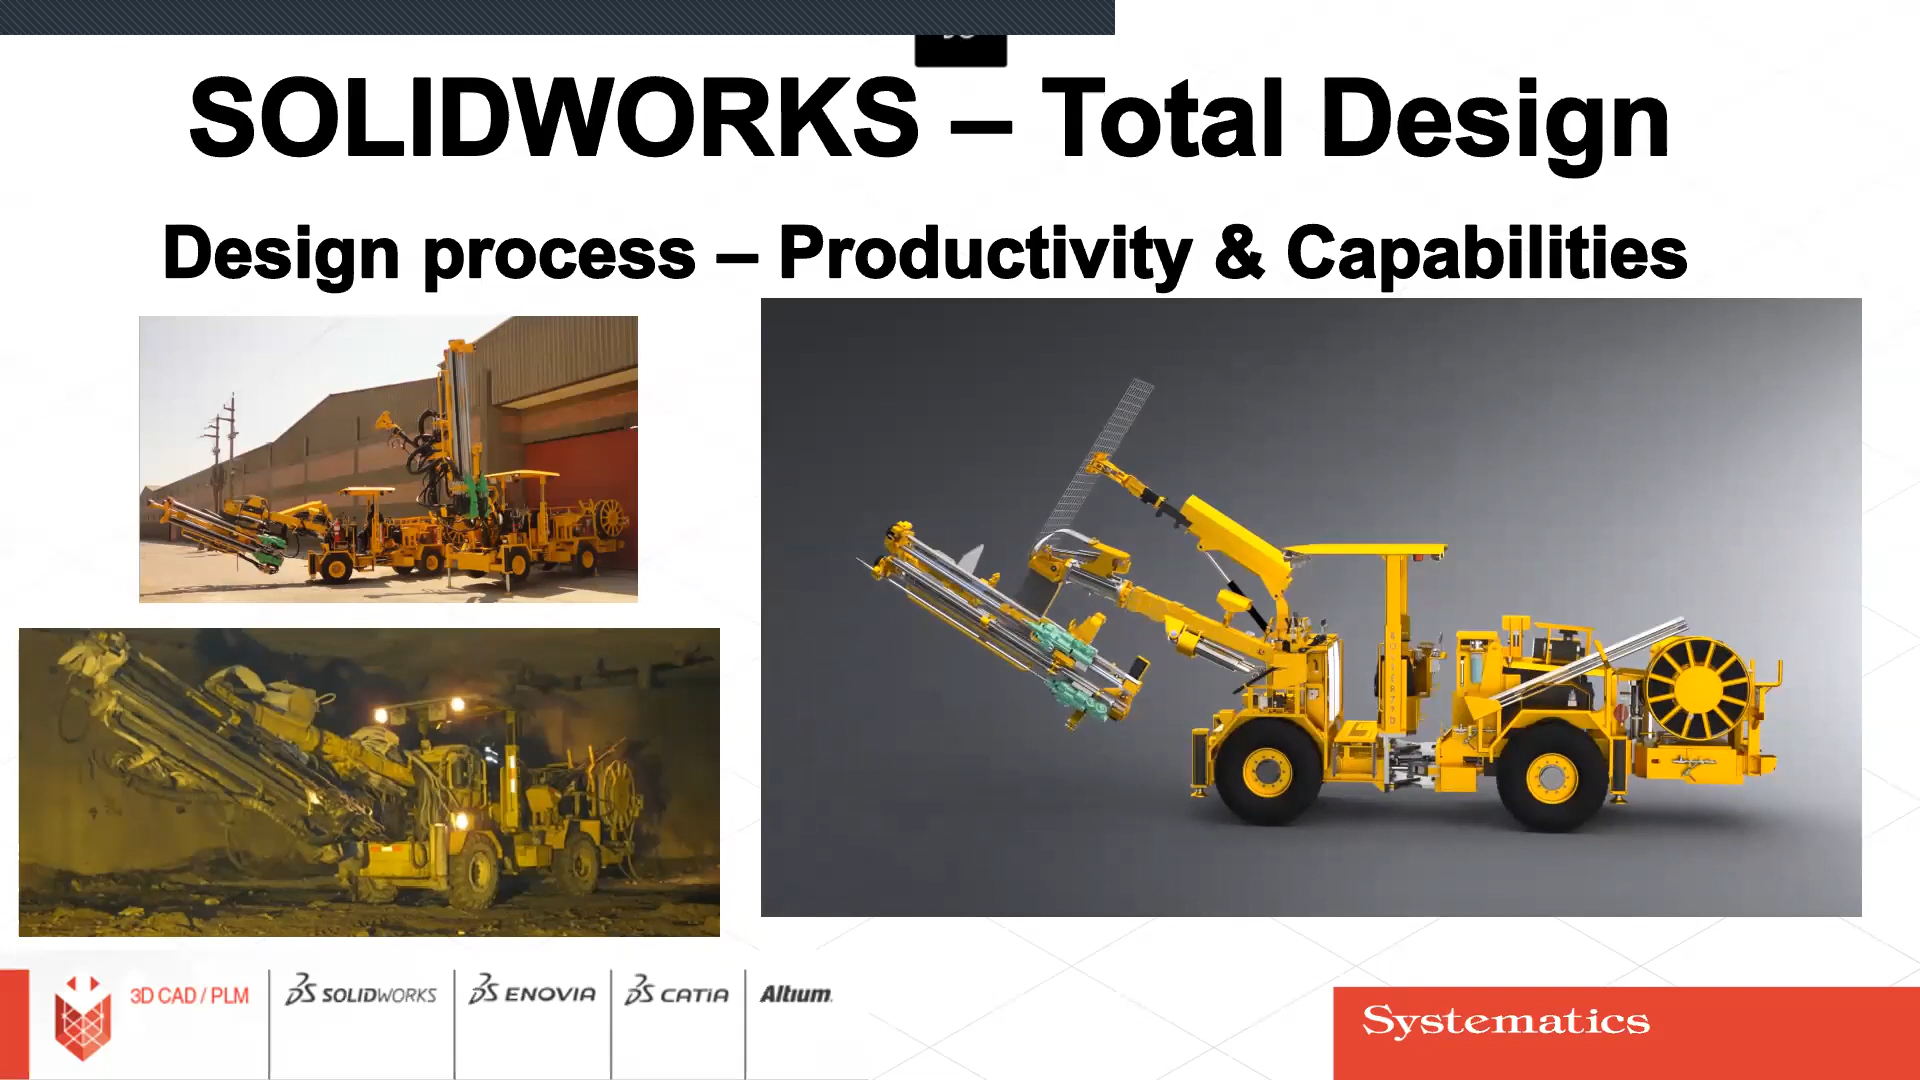 SOLIDWORKS – Total Design
Design process – Productivity & Capabilities
3D CAD / PLM
SOLIDWORKS
ENOVIA
CATIA
Altium.
Systematics